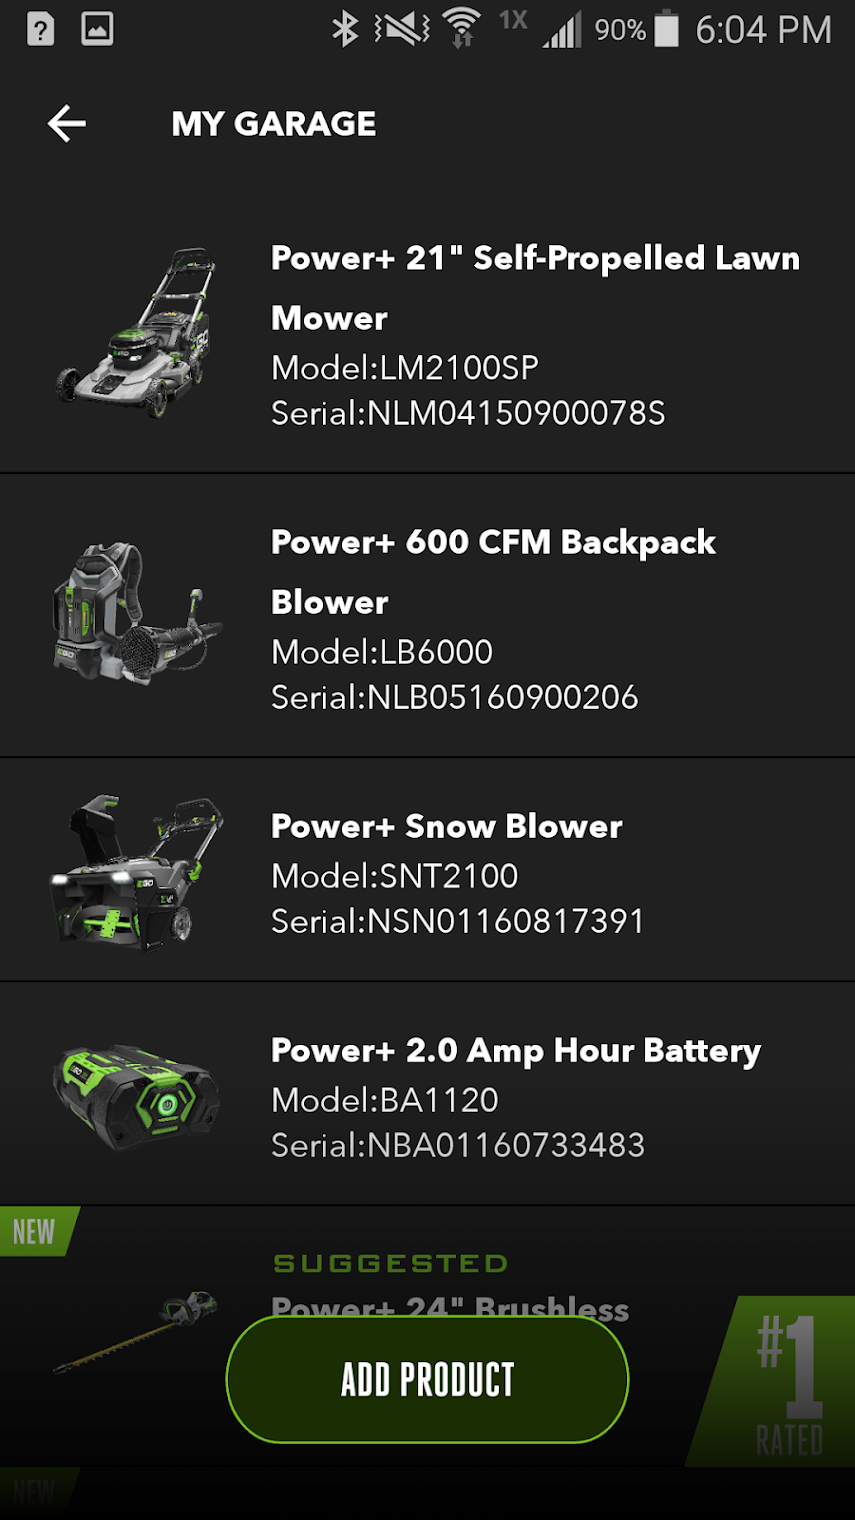 1X 90% 6:04 PM
MY GARAGE
Power+ 21" Self-Propelled Lawn
Mower
Model:LM2100SP
Serial:NLM04150900078S
Power+ 600 CFM Backpack
Blower
Model:LB6000
Serial:NLB05160900206
Power+ Snow Blower
Model:SNT2100
Serial:NSN01160817391
EGO
Power+ 2.0 Amp Hour Battery
Model:BA1120
Serial:NBA01160733483
NEW
SUGGESTED
Power+ 24" Brushless
#1
RATED
ADD PRODUCT
NEW